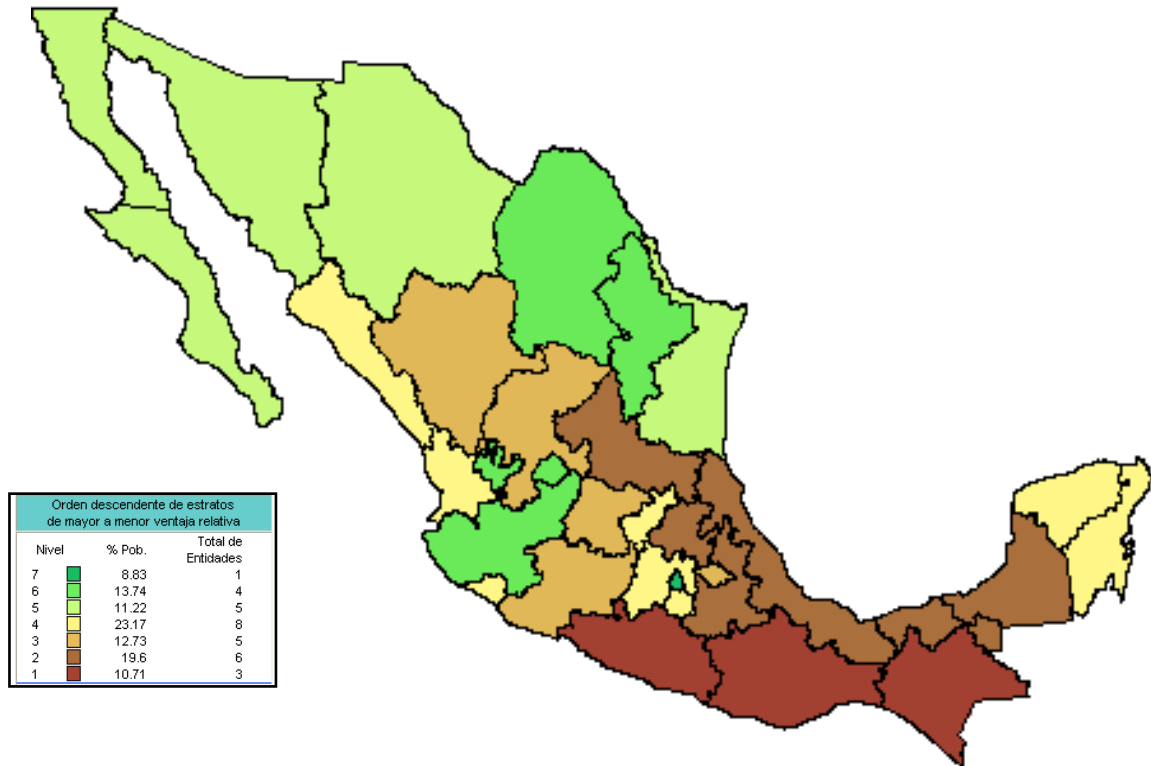 Orden descendente de estratos
de mayor a menor ventaja relativa
Nivel % Pob. Total de Entidades
7 8.83 1
6 13.74 4
5 11.22 5
4 23.17 8
3 12.73 5
2 19.6 6
1 10.71 3